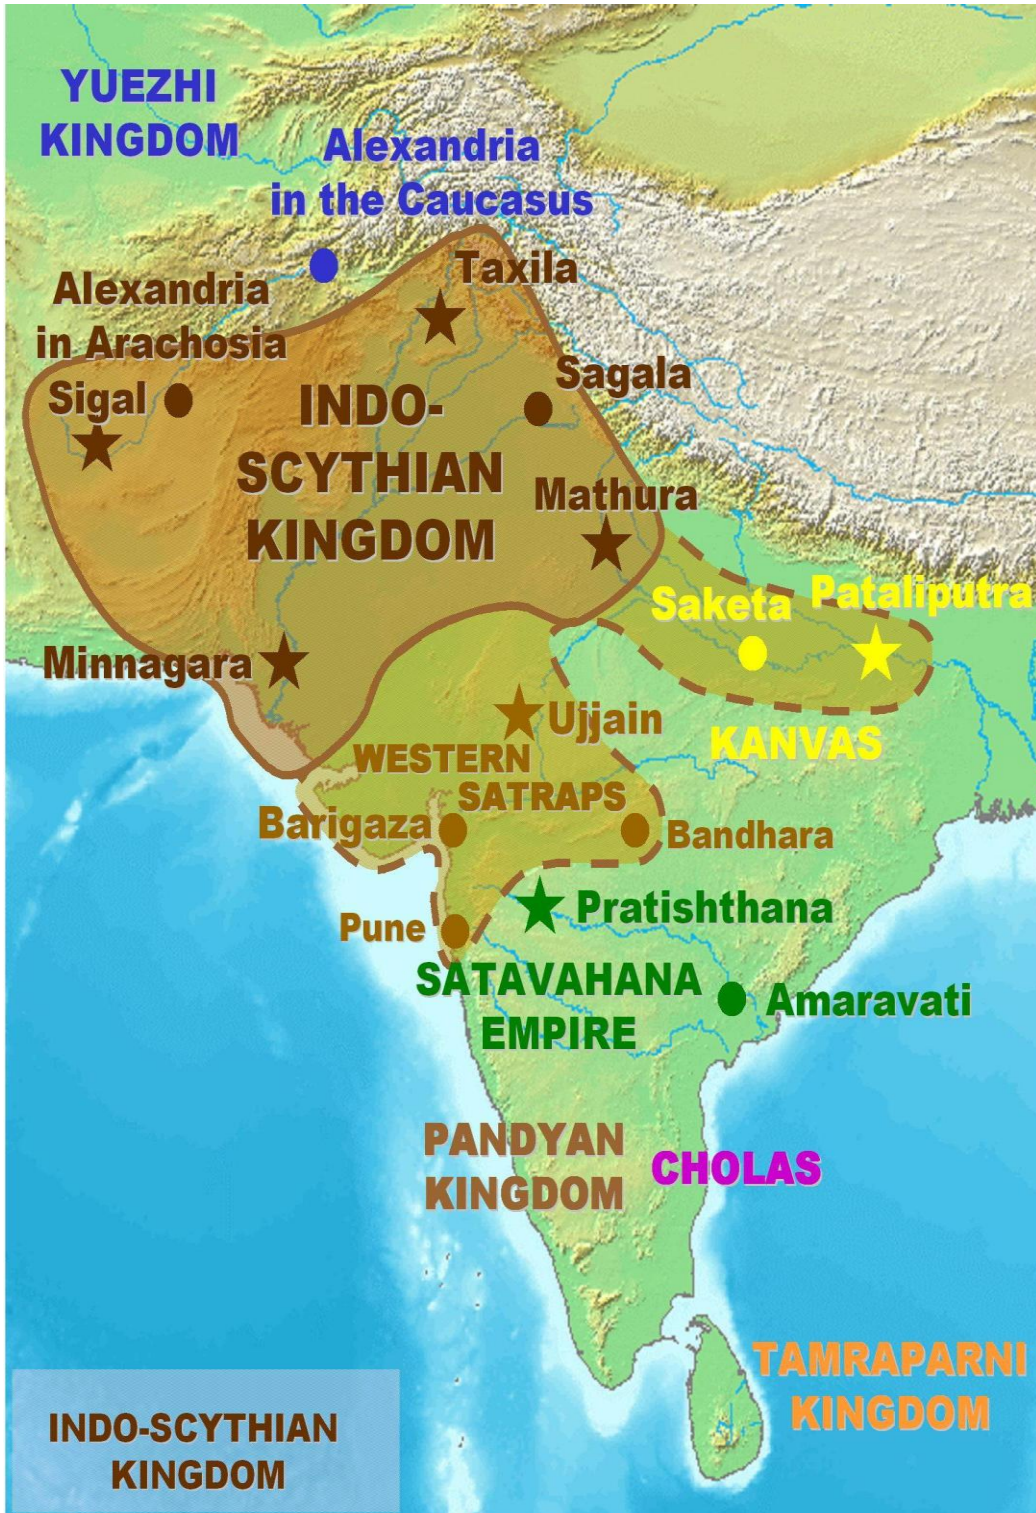 YUEZHI
KINGDOM
Alexandria
in the Caucasus
Taxila
Alexandria
in Arachosia
Sigal
Sagala
INDO-
SCYTHIAN
KINGDOM
Mathura
Saketa
Pataliputra
Minnagara
Ujjain
KANVAS
WESTERN
SATRAPS
Barigaza
Bandhara
Pratishthana
Pune
SATAVAHANA
EMPIRE
Amaravati
PANDYAN
KINGDOM
CHOLAS
TAMRAPARNI
KINGDOM
INDO-SCYTHIAN
KINGDOM